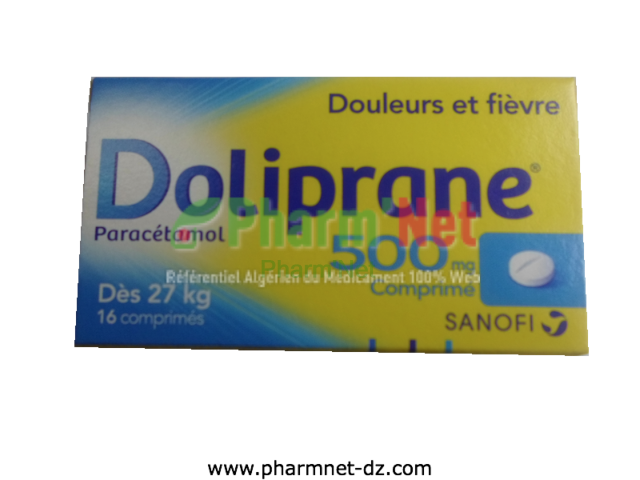 Douleurs et fièvre
Doliprane®
Pharm'Net
Paracétamol
500 mg
PharmNet
Référentiel Algérien du Médicament 100% Web
Comprimé
Dès 27 kg
16 comprimés
SANOFI
www.pharmnet-dz.com